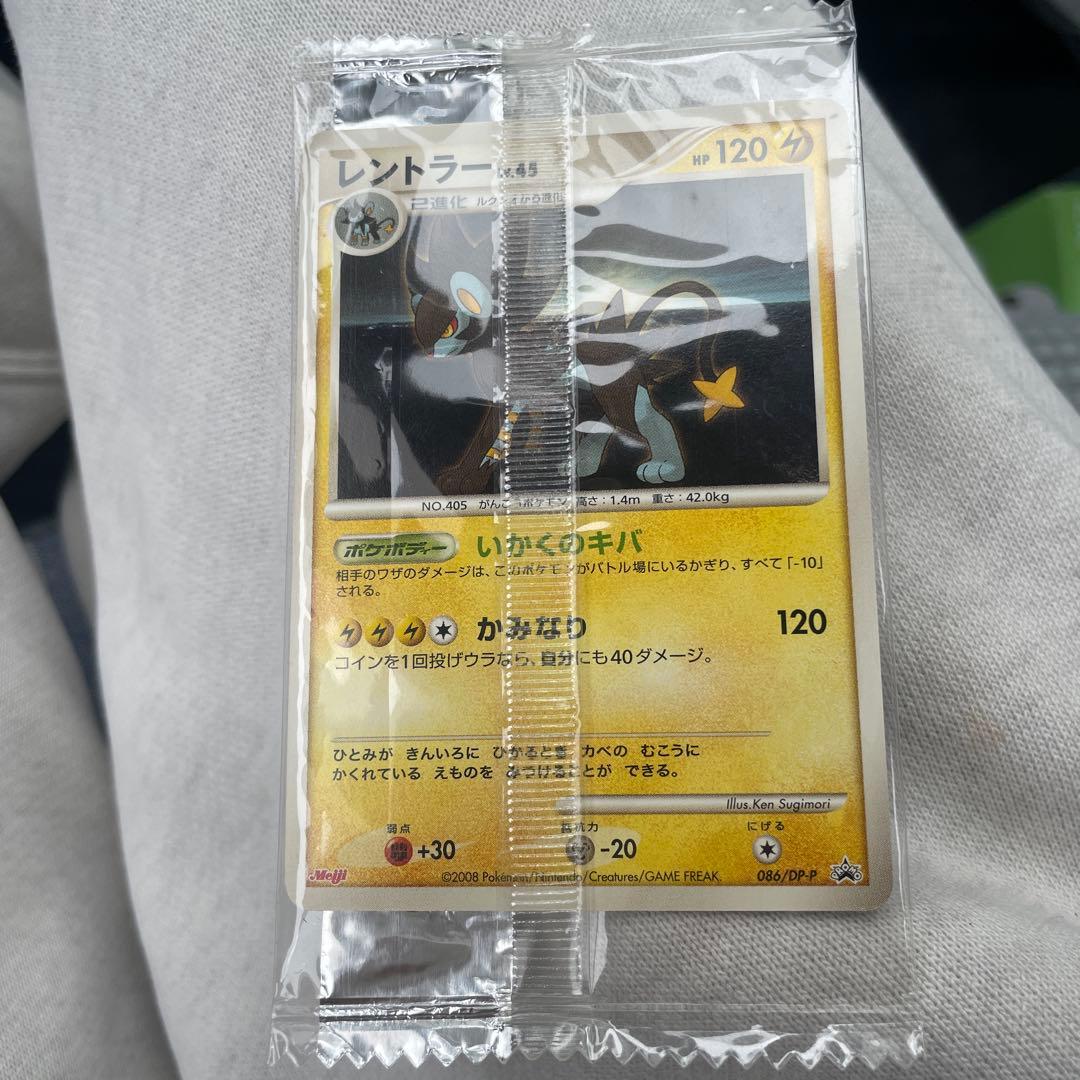 レントラー LV.45
HP 120
2進化 ルクシオから進化
NO.405 がんこうポケモン 高さ：1.4m 重さ：42.0kg
ポケボディー いかくのキバ
相手のワザのダメージは、このポケモンがバトル場にいるかぎり、すべて「-10」
される。
かみなり 120
コインを1回投げウラなら、自分にも40ダメージ。
ひとみが きんいろに ひかるとき カベの むこうに
かくれている えものを みつけることが できる。
Illus.Ken Sugimori
弱点 抵抗力 にげる
+30 -20
Meiji ©2008 Pokémon/Nintendo/Creatures/GAME FREAK. 086/DP-P